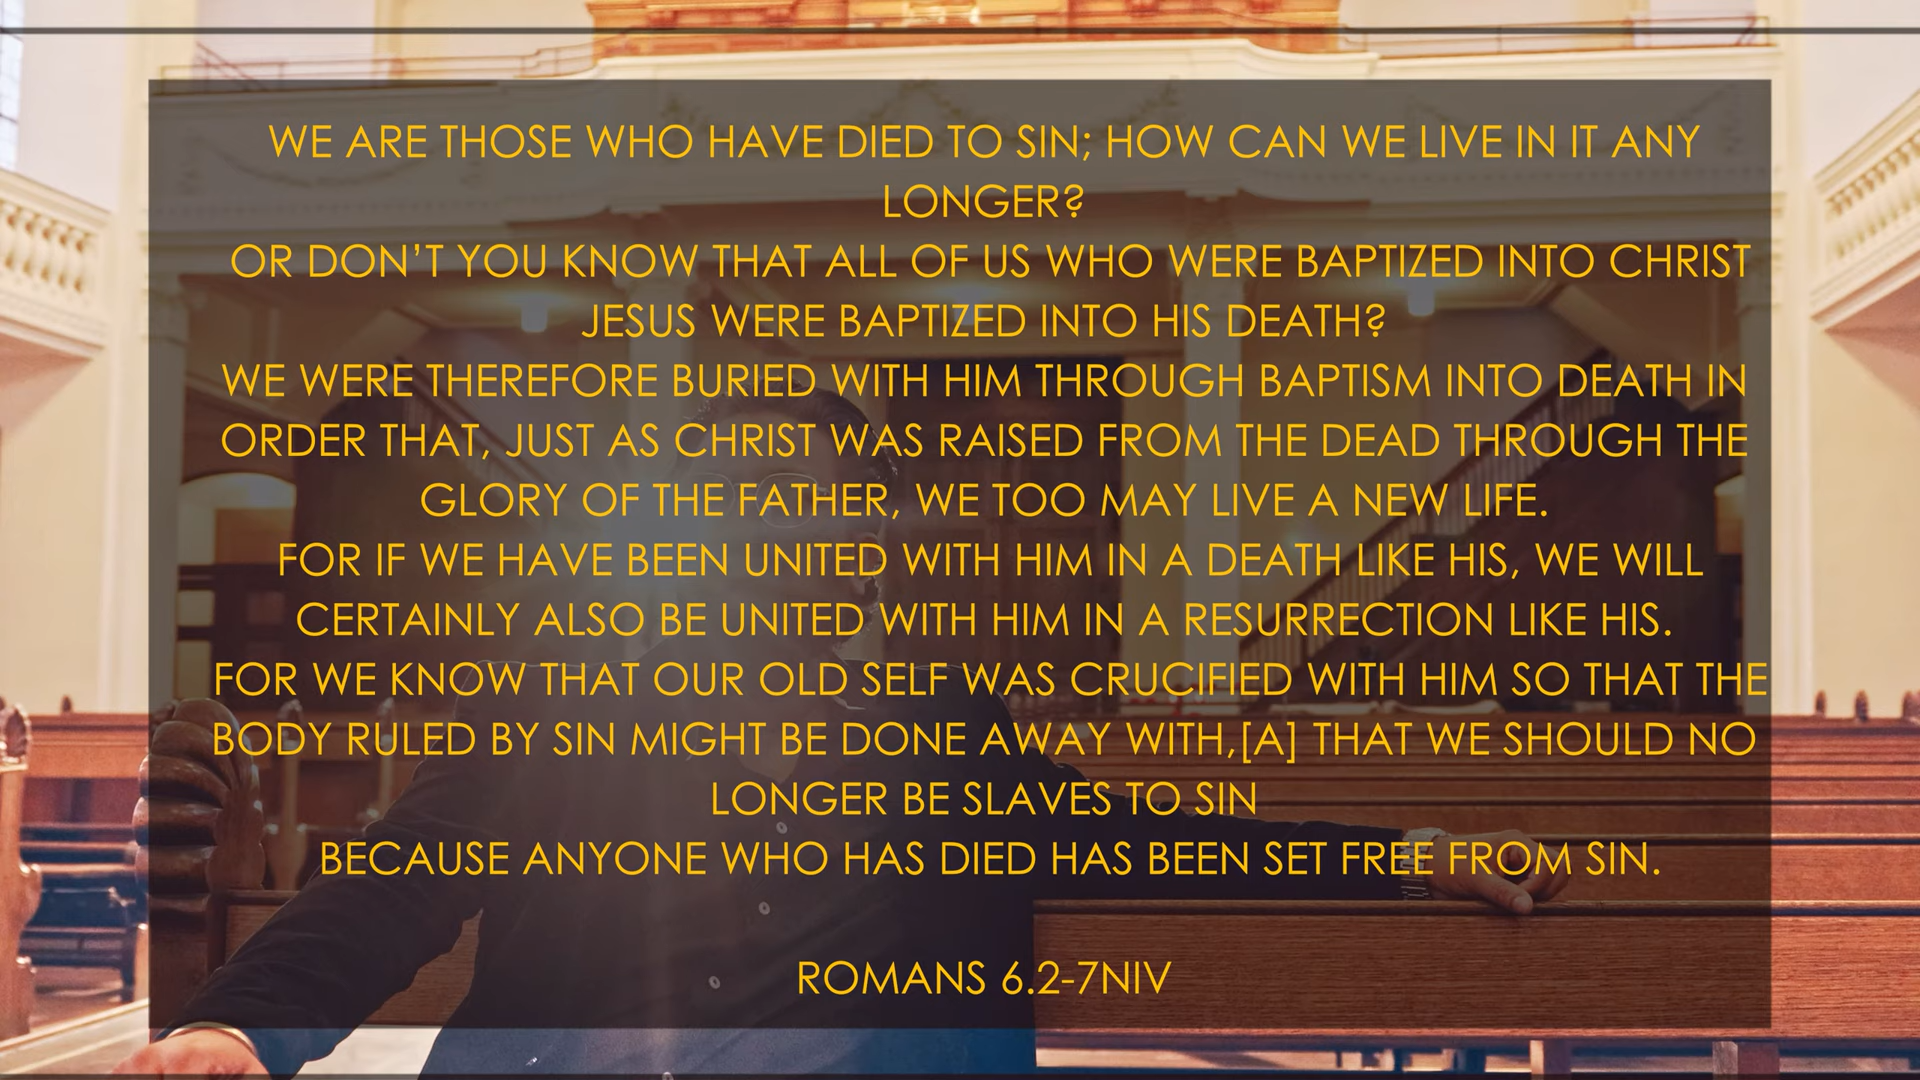 WE ARE THOSE WHO HAVE DIED TO SIN; HOW CAN WE LIVE IN IT ANY
LONGER?
OR DON’T YOU KNOW THAT ALL OF US WHO WERE BAPTIZED INTO CHRIST
JESUS WERE BAPTIZED INTO HIS DEATH?
WE WERE THEREFORE BURIED WITH HIM THROUGH BAPTISM INTO DEATH IN
ORDER THAT, JUST AS CHRIST WAS RAISED FROM THE DEAD THROUGH THE
GLORY OF THE FATHER, WE TOO MAY LIVE A NEW LIFE.
FOR IF WE HAVE BEEN UNITED WITH HIM IN A DEATH LIKE HIS, WE WILL
CERTAINLY ALSO BE UNITED WITH HIM IN A RESURRECTION LIKE HIS.
FOR WE KNOW THAT OUR OLD SELF WAS CRUCIFIED WITH HIM SO THAT THE
BODY RULED BY SIN MIGHT BE DONE AWAY WITH,[A] THAT WE SHOULD NO
LONGER BE SLAVES TO SIN
BECAUSE ANYONE WHO HAS DIED HAS BEEN SET FREE FROM SIN.
ROMANS 6.2-7NIV